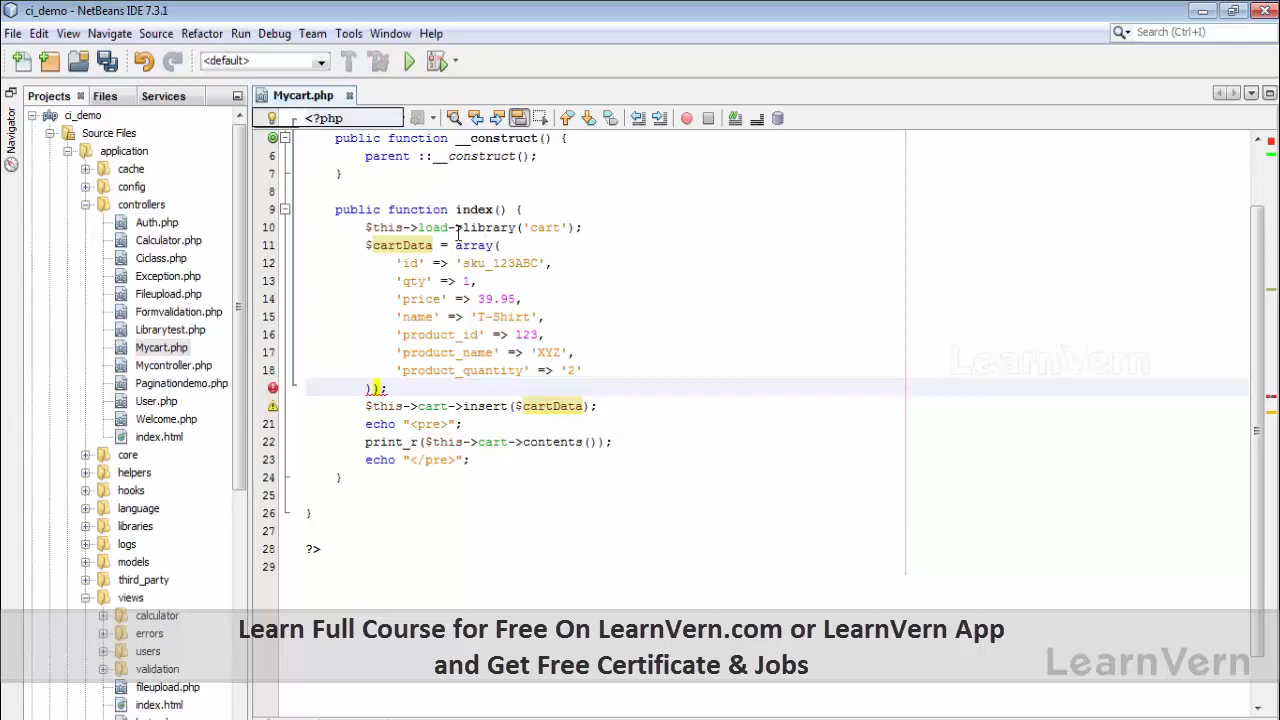 ci_demo - NetBeans IDE 7.3.1
File Edit View Navigate Source Refactor Run Debug Team Tools Window Help
Search (Ctrl+I)
<default>
Projects Files Services
Mycart.php
Navigator
<?php
ci_demo
Source Files
application
cache
config
controllers
Auth.php
Calculator.php
Ciclass.php
Exception.php
Fileupload.php
Formvalidation.php
Librarytest.php
Mycart.php
Mycontroller.php
Paginationdemo.php
User.php
Welcome.php
index.html
core
helpers
hooks
language
libraries
logs
models
third_party
views
calculator
errors
users
validation
fileupload.php
index.html
public function __construct() {
6 parent ::__construct();
7 }
8
9 public function index() {
10 $this->load->library('cart');
11 $cartData = array(
12 'id' => 'sku_123ABC',
13 'qty' => 1,
14 'price' => 39.95,
15 'name' => 'T-Shirt',
16 'product_id' => 123,
17 'product_name' => 'XYZ',
18 'product_quantity' => '2'
));
$this->cart->insert($cartData);
21 echo "<pre>";
22 print_r($this->cart->contents());
23 echo "</pre>";
24 }
25
26 }
27
28 ?>
29
LearnVern
Learn Full Course for Free On LearnVern.com or LearnVern App
and Get Free Certificate & Jobs
LearnVern